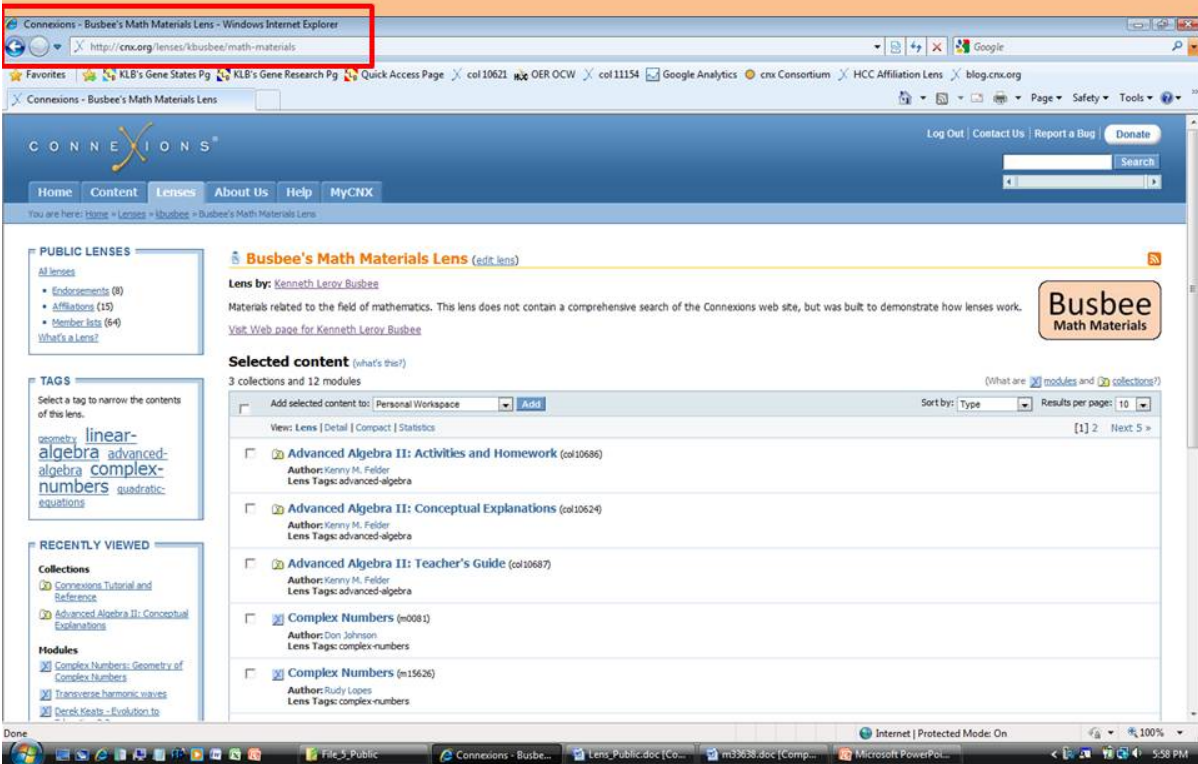 Connexions - Busbee's Math Materials Lens - Windows Internet Explorer
http://cnx.org/lenses/kbusbee/math-materials
Google
Favorites KLB's Gene States Pg KLB's Gene Research Pg Quick Access Page col10621 OER OCW col11154 Google Analytics cnx Consortium HCC Affiliation Lens blog.cnx.org
Connexions - Busbee's Math Materials Lens
Page Safety Tools
CONNEXIONS®
Log Out | Contact Us | Report a Bug | Donate
Search
Home Content Lenses About Us Help MyCNX
You are here: Home » Lenses » kbusbee » Busbee's Math Materials Lens
PUBLIC LENSES
All lenses
Endorsements (8)
Affiliations (15)
Member lists (64)
What's a Lens?
TAGS
Select a tag to narrow the contents
of this lens.
geometry linear-
algebra advanced-
algebra complex-
numbers quadratic-
equations
RECENTLY VIEWED
Collections
Connexions Tutorial and
Reference
Advanced Algebra II: Conceptual
Explanations
Modules
Complex Numbers: Geometry of
Complex Numbers
Transverse harmonic waves
Derek Keats - Evolution to
Busbee's Math Materials Lens (edit lens)
Lens by: Kenneth Leroy Busbee
Materials related to the field of mathematics. This lens does not contain a comprehensive search of the Connexions web site, but was built to demonstrate how lenses work.
Visit Web page for Kenneth Leroy Busbee
Busbee
Math Materials
Selected content (what's this?)
3 collections and 12 modules
(What are modules and collections?)
Add selected content to: Personal Workspace Add
Sort by: Type Results per page: 10
View: Lens | Detail | Compact | Statistics
[1] 2 Next 5 »
Advanced Algebra II: Activities and Homework (col10686)
Author: Kenny M. Felder
Lens Tags: advanced-algebra
Advanced Algebra II: Conceptual Explanations (col10624)
Author: Kenny M. Felder
Lens Tags: advanced-algebra
Advanced Algebra II: Teacher's Guide (col10687)
Author: Kenny M. Felder
Lens Tags: advanced-algebra
Complex Numbers (m0081)
Author: Don Johnson
Lens Tags: complex-numbers
Complex Numbers (m15626)
Author: Rudy Lopes
Lens Tags: complex-numbers
Done
Internet | Protected Mode: On
100%
File_5_Public
Connexions - Busbe...
Lens_Public.doc [Co...
m33638.doc [Comp...
Microsoft PowerPoi...
5:58 PM